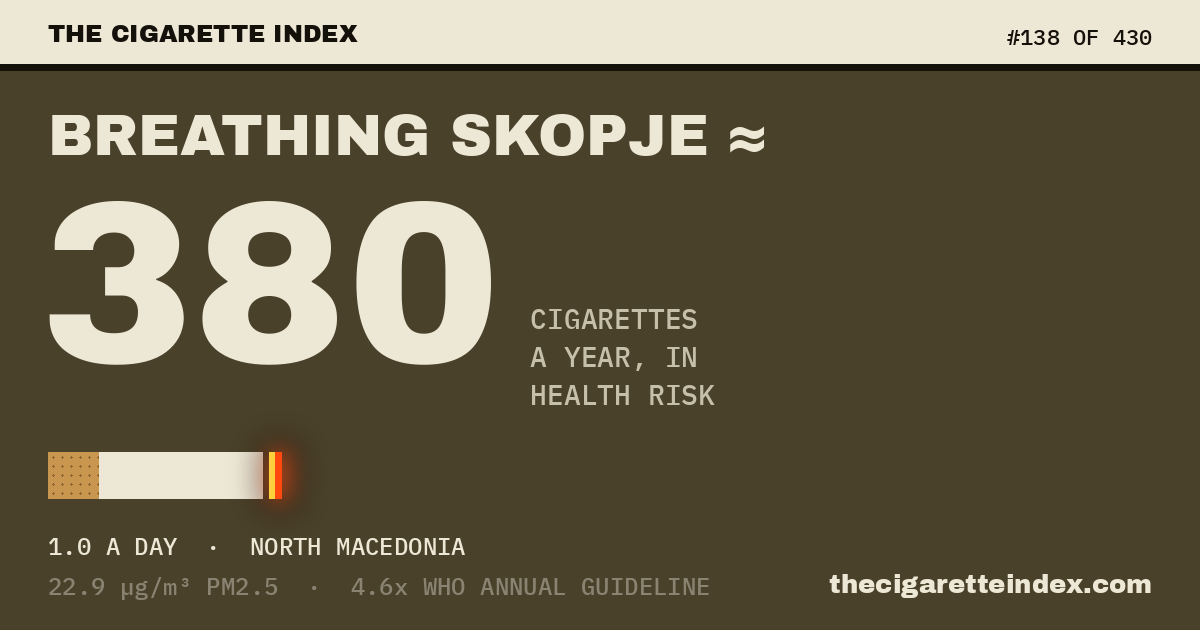 THE CIGARETTE INDEX
#138 OF 430
BREATHING SKOPJE ≈
380
CIGARETTES
A YEAR, IN
HEALTH RISK
1.0 A DAY · NORTH MACEDONIA
22.9 µg/m³ PM2.5 · 4.6x WHO ANNUAL GUIDELINE
thecigaretteindex.com